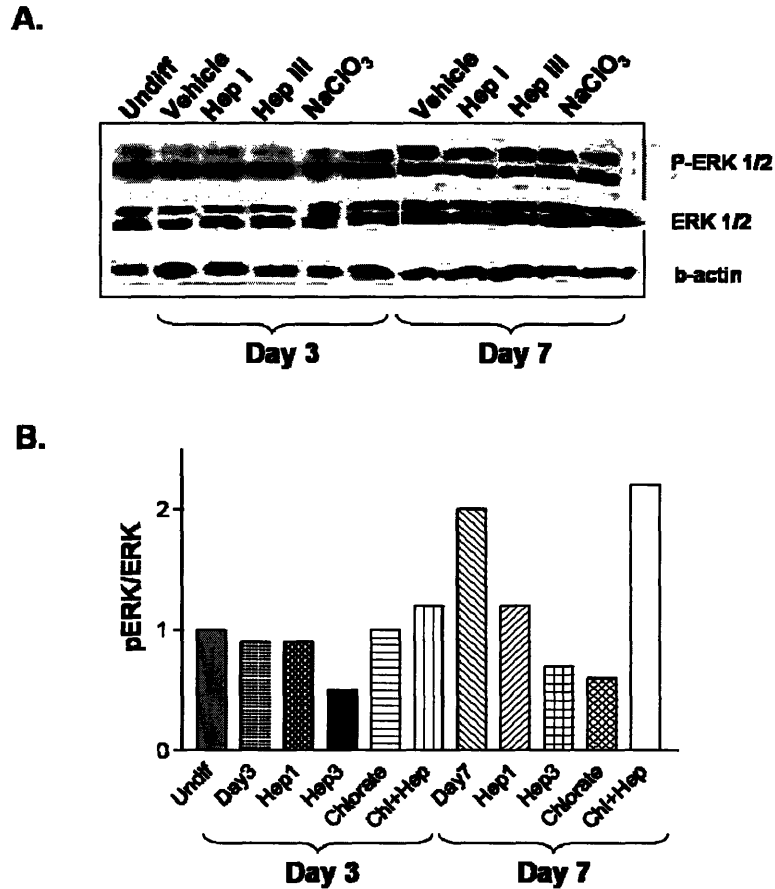 A.
Undiff Vehicle Hep I Hep III NaClO3 Vehicle Hep I Hep III NaClO3
P-ERK 1/2
ERK 1/2
b-actin
Day 3 Day 7
B.
pERK/ERK
2
1
0
Undif Day3 Hep1 Hep3 Chlorate Chl+Hep Day7 Hep1 Hep3 Chlorate Chl+Hep
Day 3 Day 7